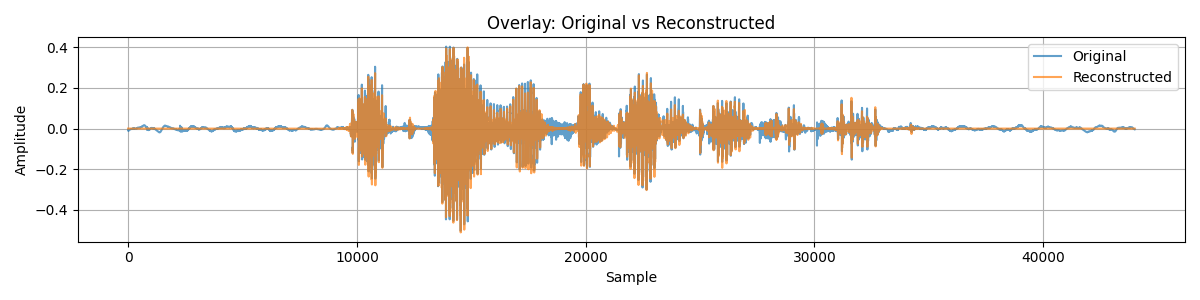 Overlay: Original vs Reconstructed
Amplitude
0.4
0.2
0.0
−0.2
−0.4
Original
Reconstructed
0
10000
20000
30000
40000
Sample